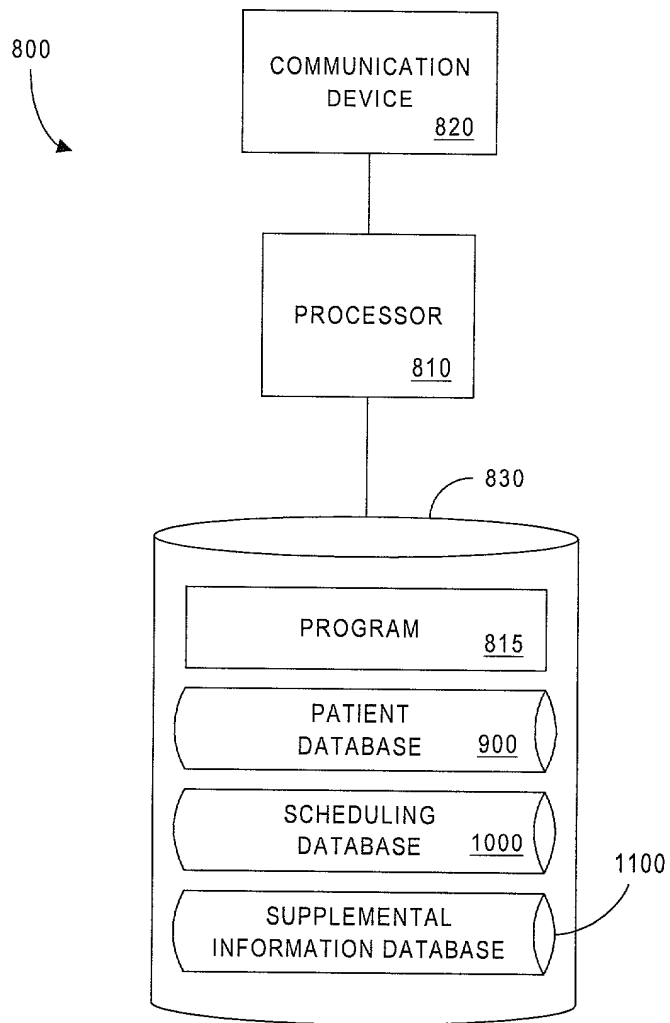 800
COMMUNICATION
DEVICE
820
PROCESSOR
810
830
PROGRAM
815
PATIENT
DATABASE
900
SCHEDULING
DATABASE
1000
1100
SUPPLEMENTAL
INFORMATION DATABASE